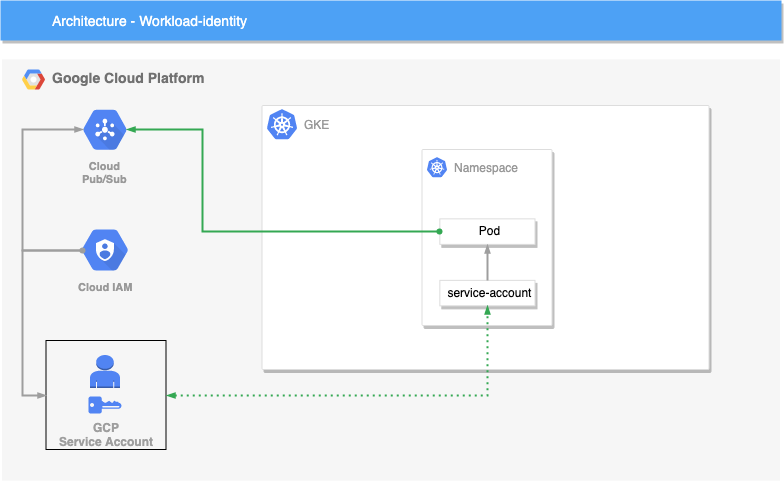 Architecture - Workload-identity
Google Cloud Platform
GKE
Cloud
Pub/Sub
Namespace
Pod
Cloud IAM
service-account
GCP
Service Account